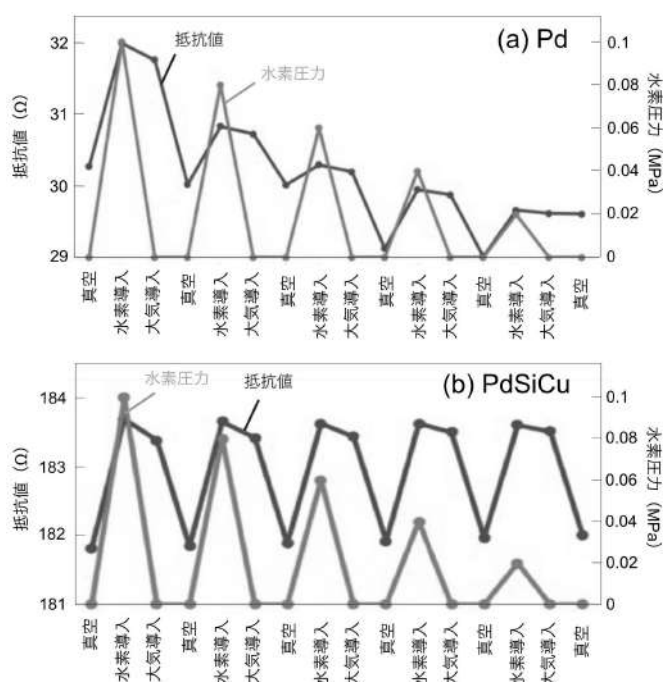 (a) Pd
抵抗値
水素圧力
抵抗値（Ω）
32
31
30
29
水素圧力（MPa）
0.1
0.08
0.06
0.04
0.02
0
真空
水素導入
大気導入
真空
水素導入
大気導入
真空
水素導入
大気導入
真空
水素導入
大気導入
真空
水素導入
大気導入
真空
(b) PdSiCu
水素圧力
抵抗値
抵抗値（Ω）
184
183
182
181
水素圧力（MPa）
0.1
0.08
0.06
0.04
0.02
0
真空
水素導入
大気導入
真空
水素導入
大気導入
真空
水素導入
大気導入
真空
水素導入
大気導入
真空
水素導入
大気導入
真空